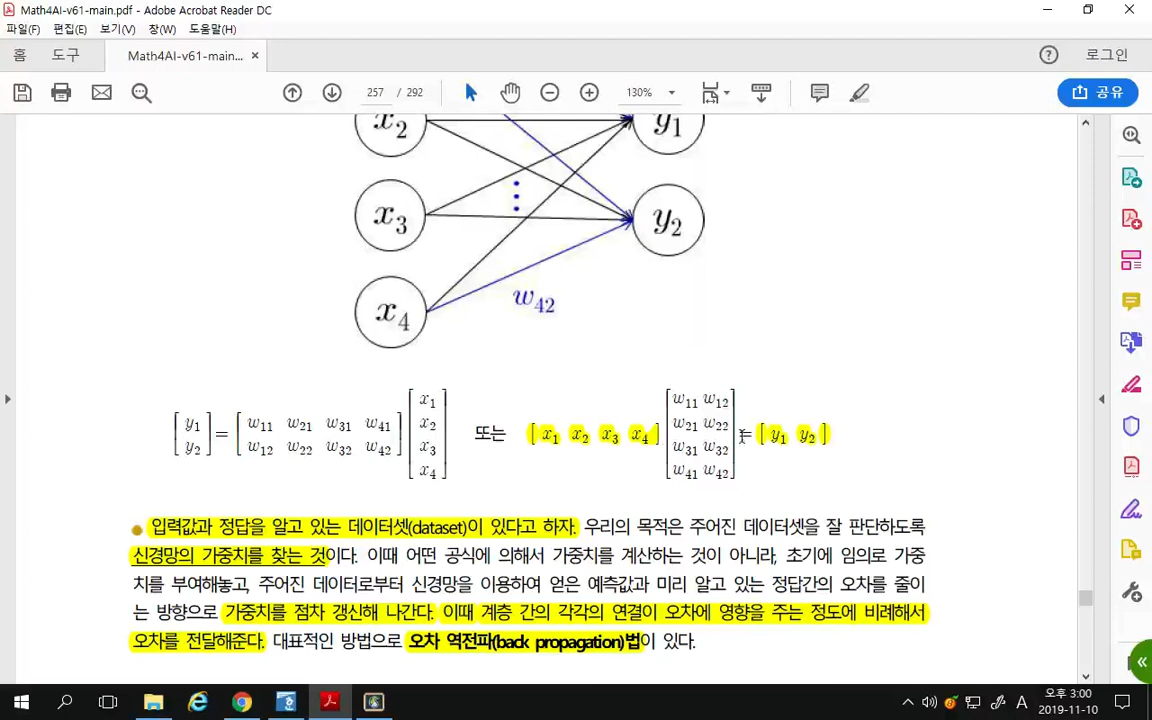 Math4AI-v61-main.pdf - Adobe Acrobat Reader DC
파일(F) 편집(E) 보기(V) 창(W) 도움말(H)
홈 도구 Math4AI-v61-main... × 로그인
257 / 292 130% 공유
x₂ y₁
x₃ y₂
w₄₂
x₄
[ y₁ y₂ ] = [ w₁₁ w₂₁ w₃₁ w₄₁ w₁₂ w₂₂ w₃₂ w₄₂ ] [ x₁ x₂ x₃ x₄ ] 또는 [ x₁ x₂ x₃ x₄ ] [ w₁₁ w₁₂ w₂₁ w₂₂ w₃₁ w₃₂ w₄₁ w₄₂ ] = [ y₁ y₂ ]
● 입력값과 정답을 알고 있는 데이터셋(dataset)이 있다고 하자. 우리의 목적은 주어진 데이터셋을 잘 판단하도록
신경망의 가중치를 찾는 것이다. 이때 어떤 공식에 의해서 가중치를 계산하는 것이 아니라, 초기에 임의로 가중
치를 부여해놓고, 주어진 데이터로부터 신경망을 이용하여 얻은 예측값과 미리 알고 있는 정답간의 오차를 줄이
는 방향으로 가중치를 점차 갱신해 나간다. 이때 계층 간의 각각의 연결이 오차에 영향을 주는 정도에 비례해서
오차를 전달해준다. 대표적인 방법으로 오차 역전파(back propagation)법이 있다.
A 오후 3:00
2019-11-10